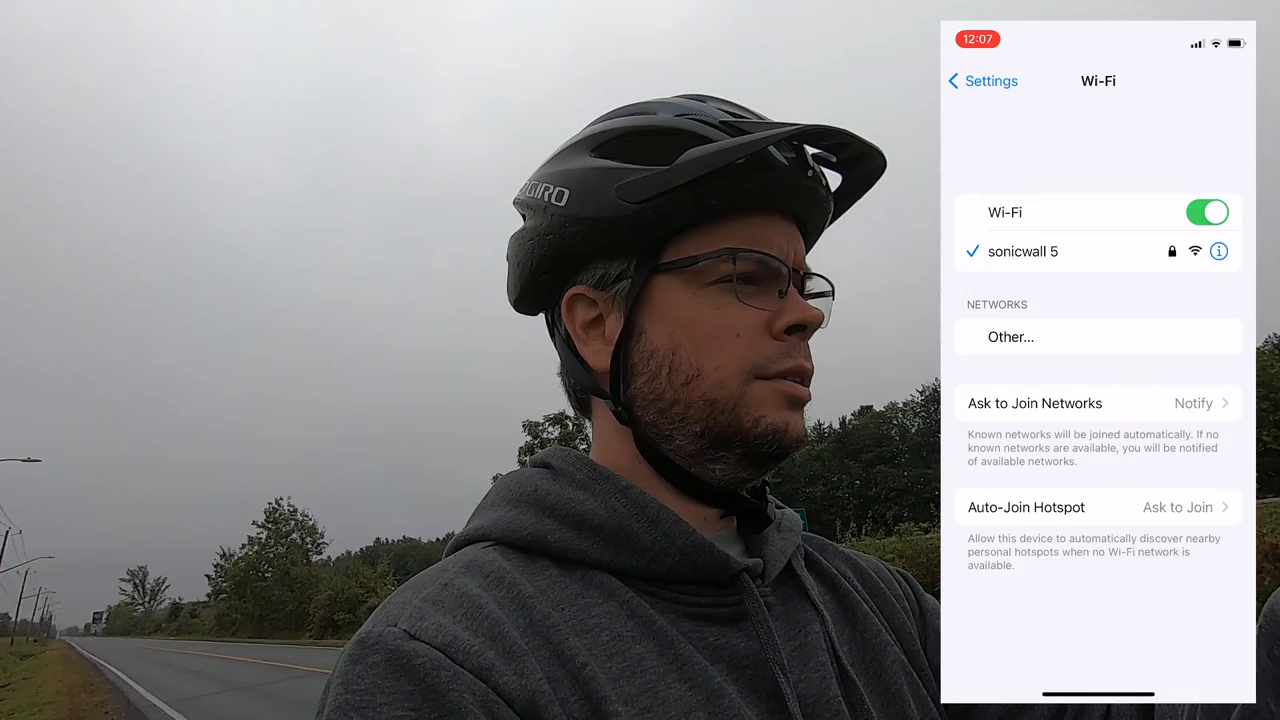 GIRO
12:07
Settings
Wi-Fi
Wi-Fi
sonicwall 5
NETWORKS
Other...
Ask to Join Networks
Notify
Known networks will be joined automatically. If no
known networks are available, you will be notified
of available networks.
Auto-Join Hotspot
Ask to Join
Allow this device to automatically discover nearby
personal hotspots when no Wi-Fi network is
available.